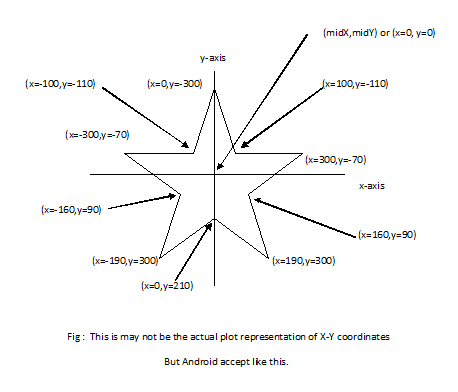 (midX,midY) or (x=0, y=0)
y-axis
(x=-100,y=-110)
(x=0,y=-300)
(x=100,y=-110)
(x=-300,y=-70)
(x=300,y=-70)
x-axis
(x=-160,y=90)
(x=160,y=90)
(x=-190,y=300)
(x=190,y=300)
(x=0,y=210)
Fig : This is may not be the actual plot representation of X-Y coordinates
But Android accept like this.